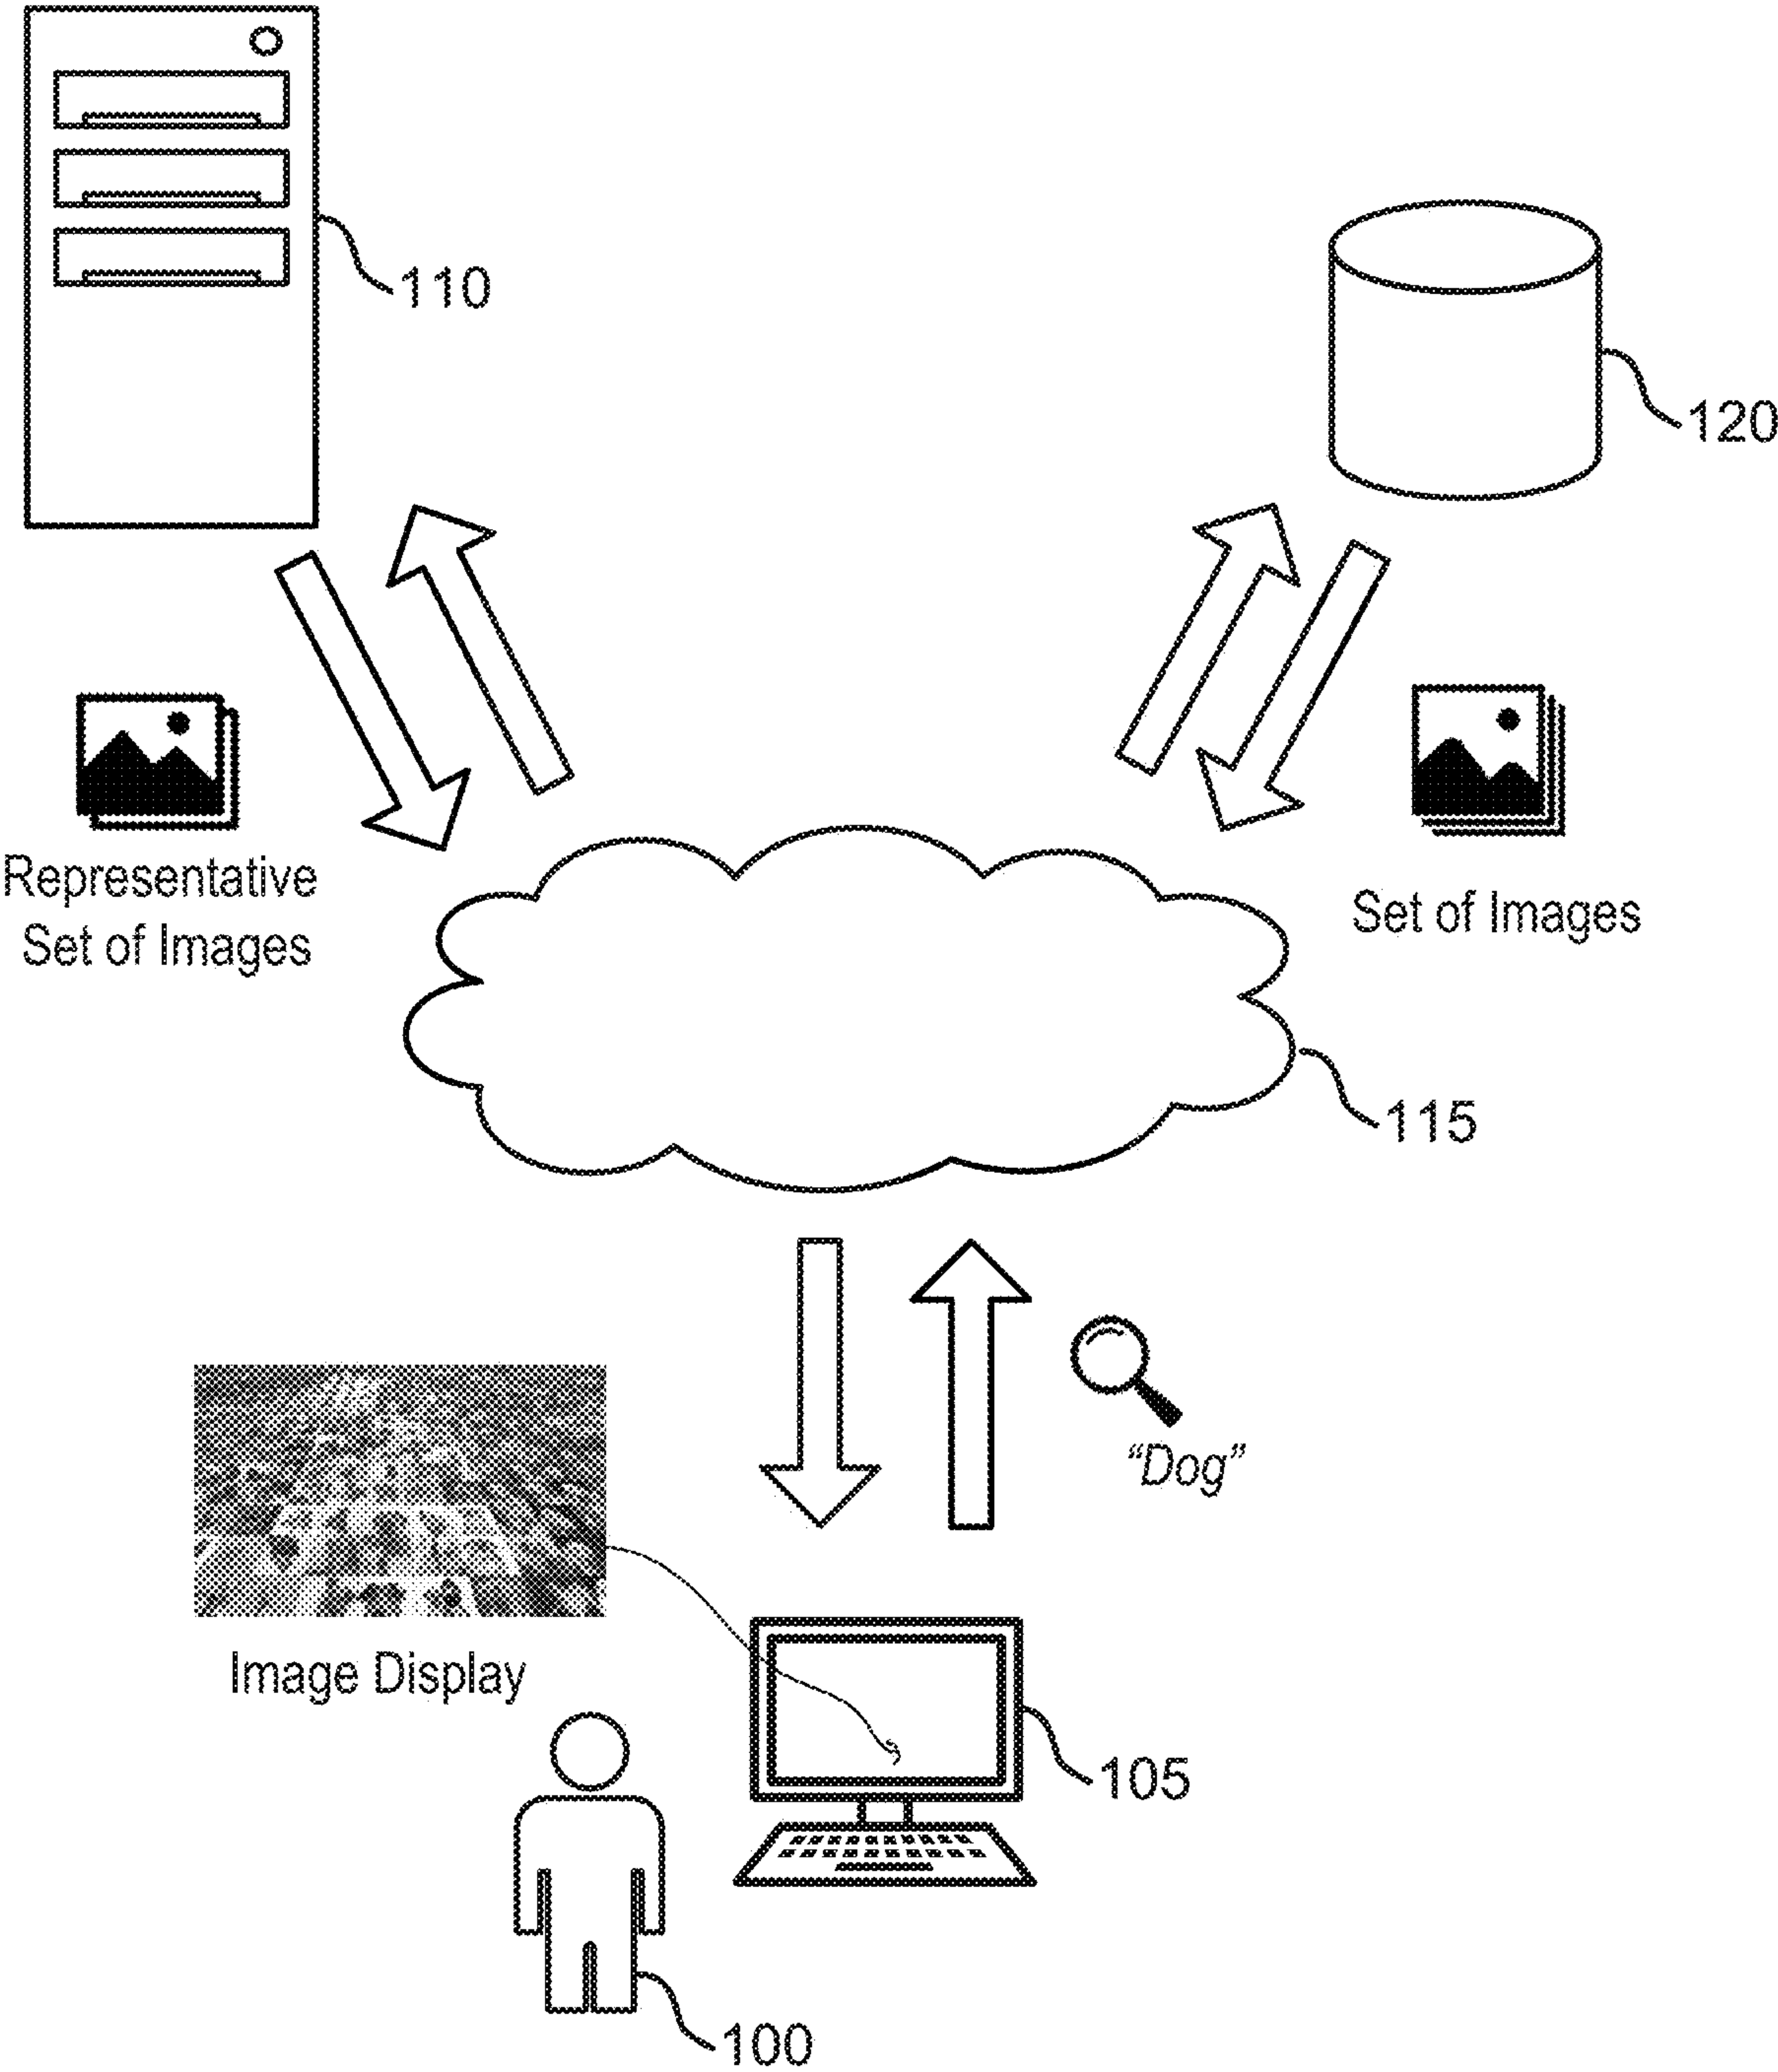 110
120
Representative
Set of Images
Set of Images
115
“Dog”
Image Display
105
100